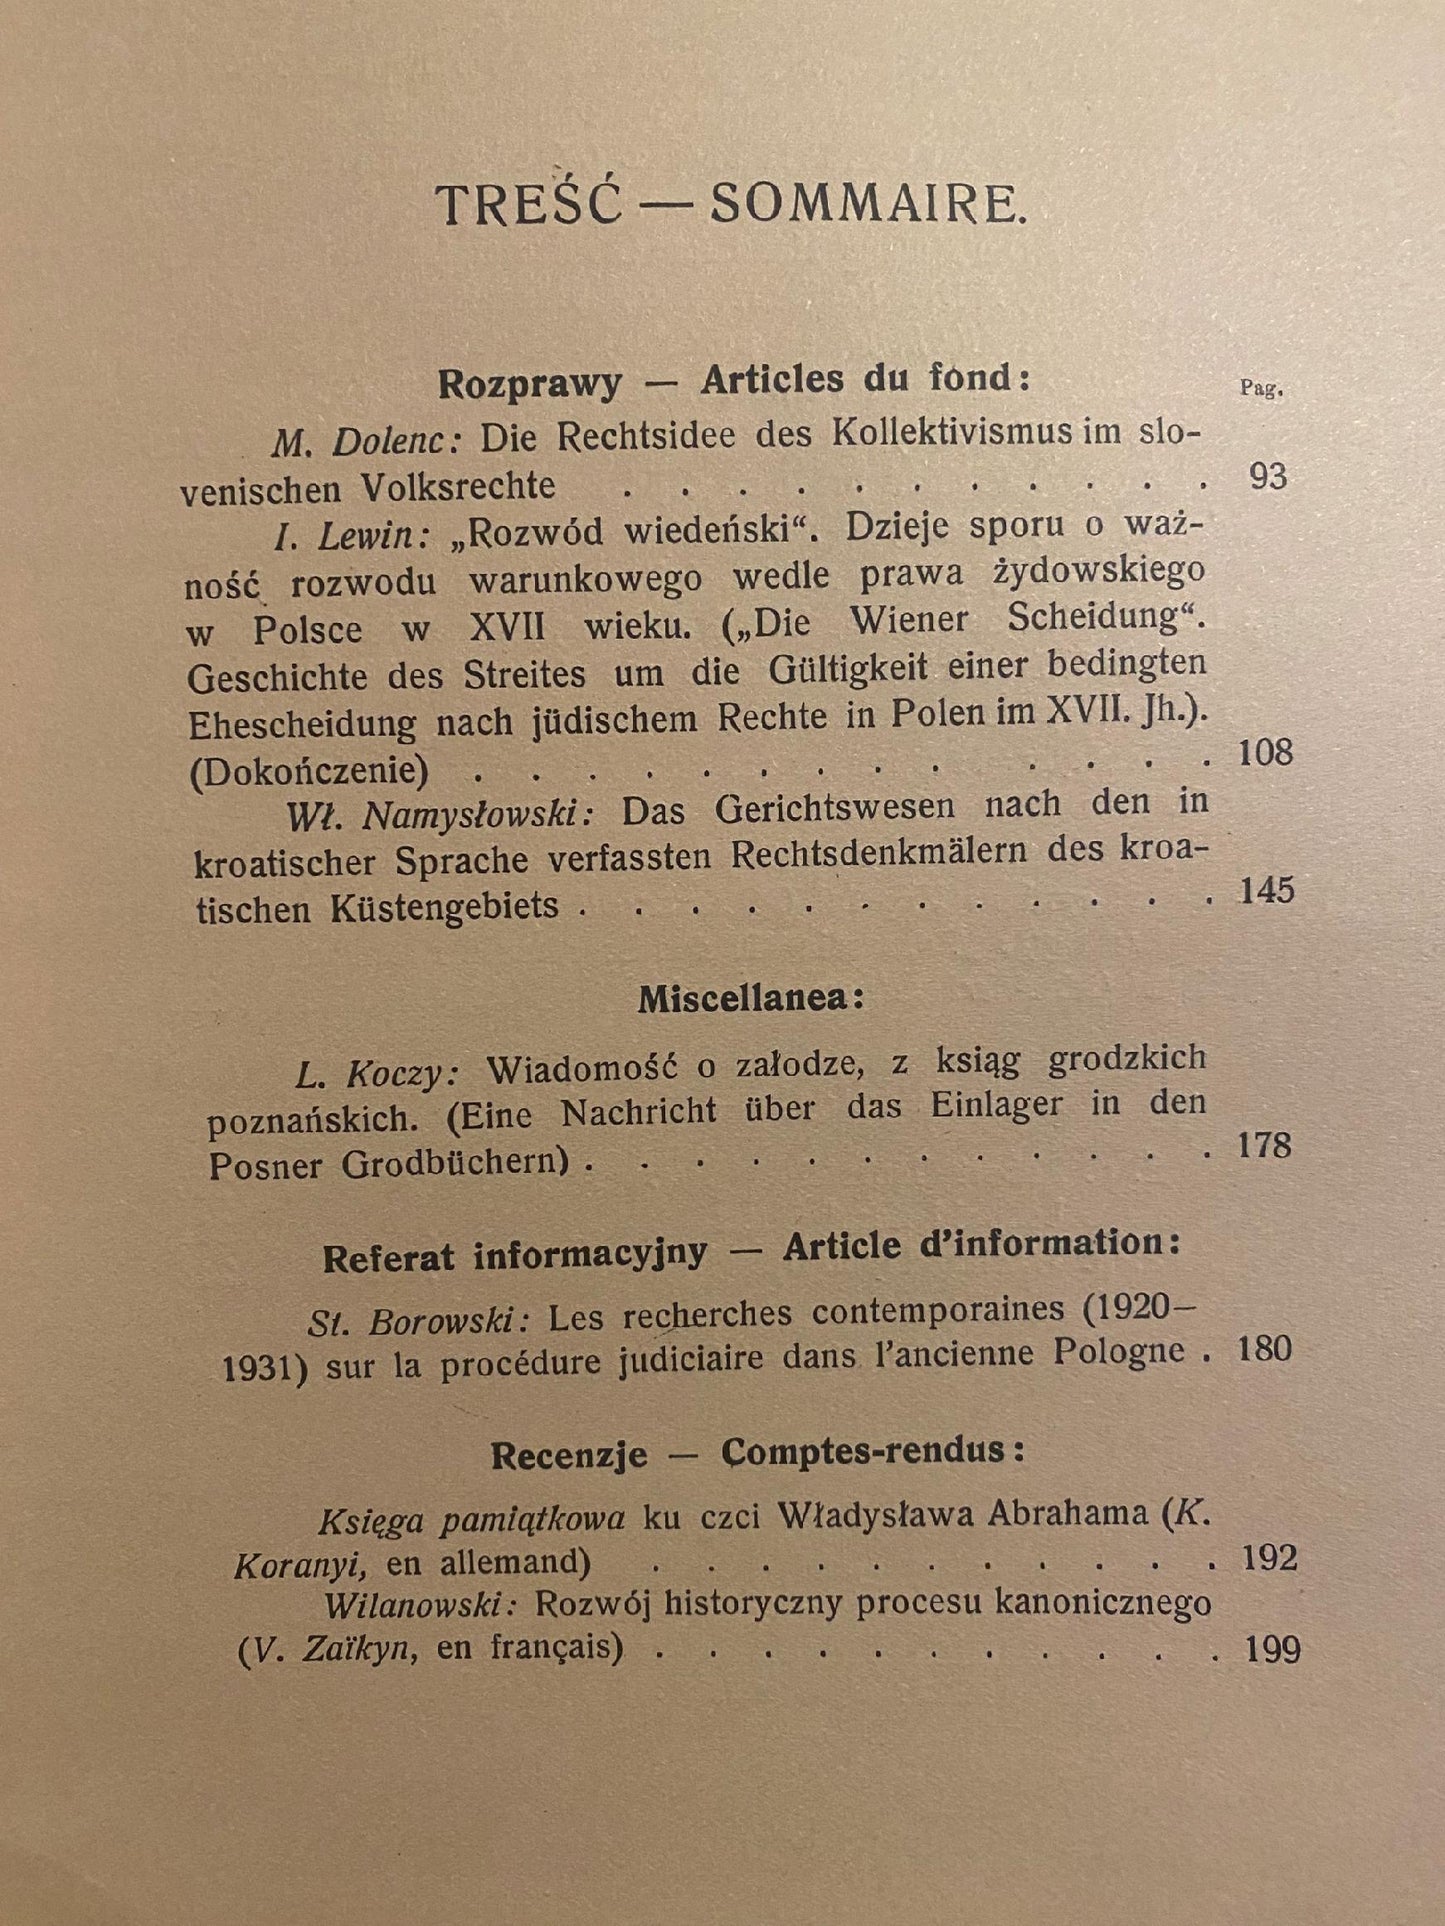 TREŚĆ — SOMMAIRE.
Rozprawy — Articles du fond: Pag.
M. Dolenc: Die Rechtsidee des Kollektivismus im slo-
venischen Volksrechte . . . . . . . . . . . 93
I. Lewin: „Rozwód wiedeński“. Dzieje sporu o waż-
ność rozwodu warunkowego wedle prawa żydowskiego
w Polsce w XVII wieku. („Die Wiener Scheidung“.
Geschichte des Streites um die Gültigkeit einer bedingten
Ehescheidung nach jüdischem Rechte in Polen im XVII. Jh.).
(Dokończenie) . . . . . . . . . . . . . 108
Wł. Namysłowski: Das Gerichtswesen nach den in
kroatischer Sprache verfassten Rechtsdenkmälern des kroa-
tischen Küstengebiets . . . . . . . . . . . . 145
Miscellanea:
L. Koczy: Wiadomość o załodze, z ksiąg grodzkich
poznańskich. (Eine Nachricht über das Einlager in den
Posner Grodbüchern) . . . . . . . . . . . . 178
Referat informacyjny — Article d'information:
St. Borowski: Les recherches contemporaines (1920—
1931) sur la procédure judiciaire dans l'ancienne Pologne . 180
Recenzje — Comptes-rendus:
Księga pamiątkowa ku czci Władysława Abrahama (K.
Koranyi, en allemand) . . . . . . . . . . . 192
Wilanowski: Rozwój historyczny procesu kanonicznego
(V. Zaïkyn, en français) . . . . . . . . . . . 199